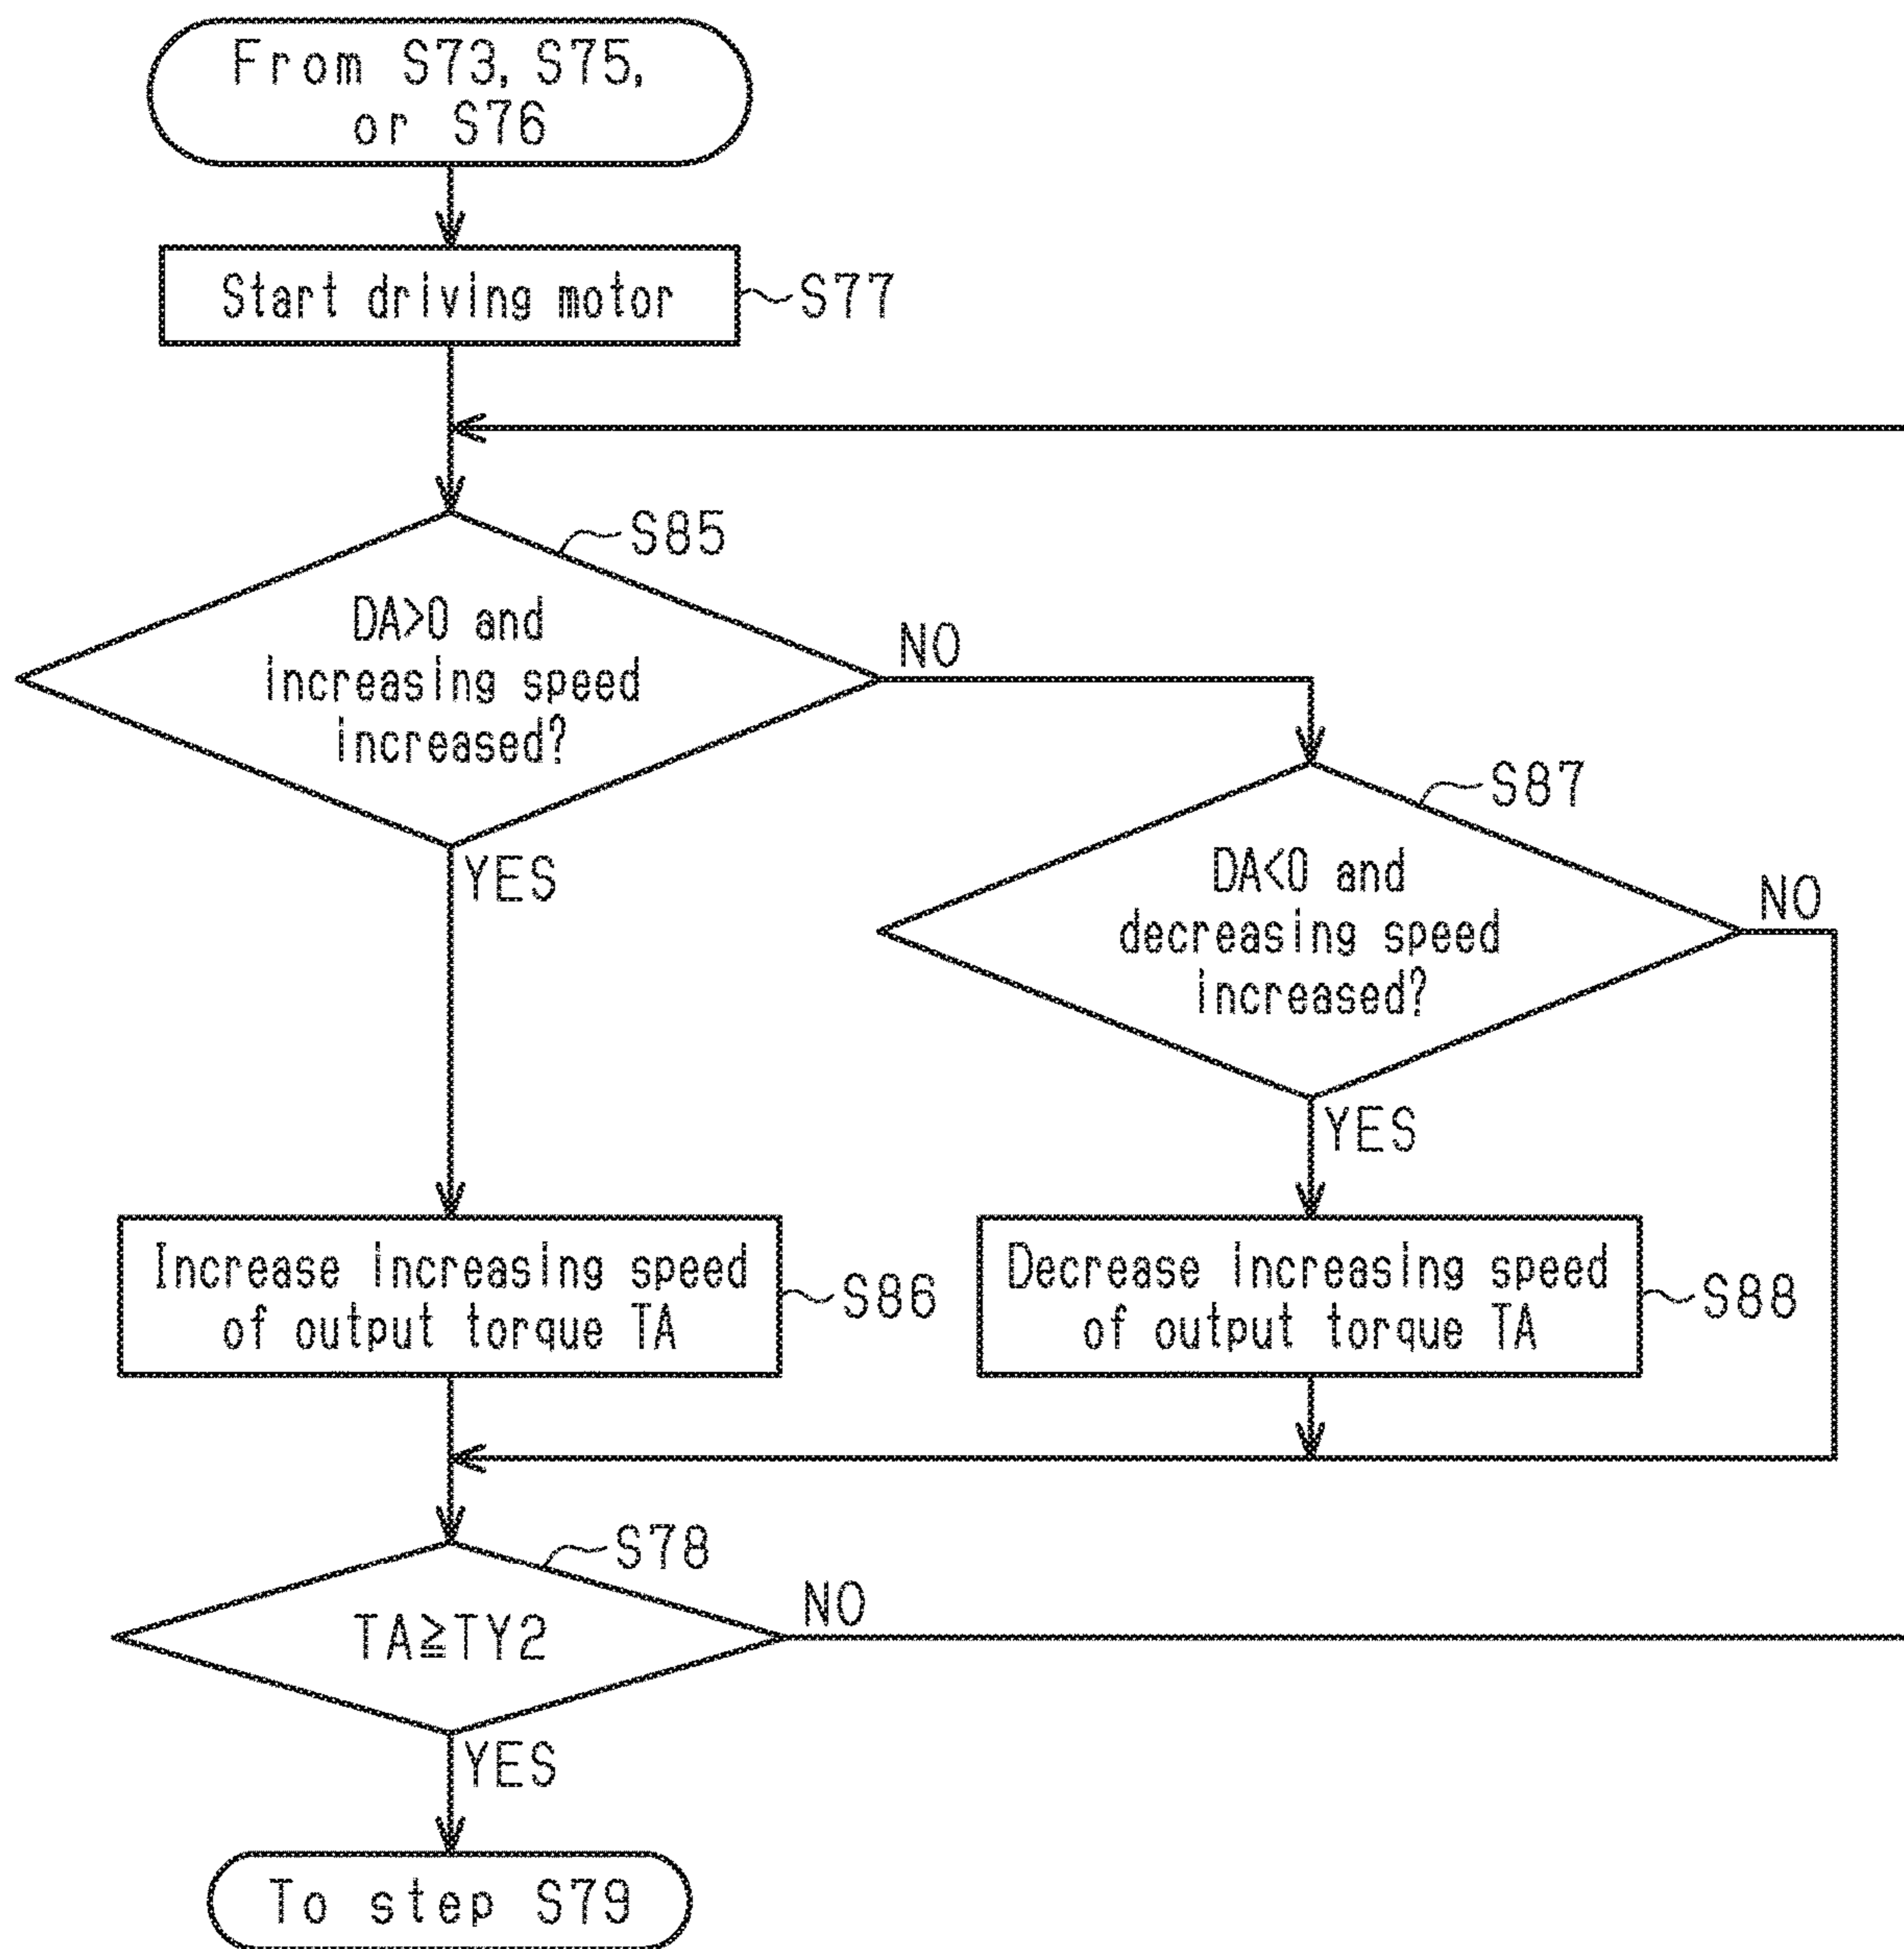 From S73, S75,
or S76
Start driving motor
S77
S85
DA>0 and
increasing speed
increased?
NO
YES
S87
DA<0 and
decreasing speed
increased?
NO
YES
Increase increasing speed
of output torque TA
S86
Decrease increasing speed
of output torque TA
S88
S78
TA≧TY2
NO
YES
To step S79